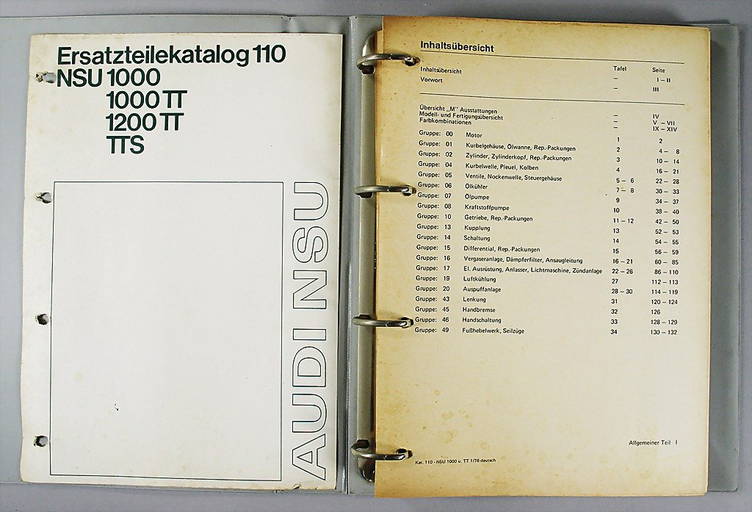 Ersatzteilekatalog 110
NSU 1000
1000 TT
1200 TT
TTS
AUDI NSU
Inhaltsübersicht
Tafel Seite
Inhaltsübersicht — I – II
Vorwort — III
Übersicht „M" Ausstattungen — IV
Modell- und Fertigungsübersicht — V – VII
Farbkombinationen — IX – XIV
Gruppe: 00 Motor 1 2
Gruppe: 01 Kurbelgehäuse, Ölwanne, Rep.-Packungen 2 4 – 8
Gruppe: 02 Zylinder, Zylinderkopf, Rep.-Packungen 3 10 – 14
Gruppe: 04 Kurbelwelle, Pleuel, Kolben 4 16 – 21
Gruppe: 05 Ventile, Nockenwelle, Steuergehäuse 5 – 6 22 – 28
Gruppe: 06 Ölkühler 7 – 8 30 – 33
Gruppe: 07 Ölpumpe 9 34 – 37
Gruppe: 08 Kraftstoffpumpe 10 38 – 40
Gruppe: 10 Getriebe, Rep.-Packungen 11 – 12 42 – 50
Gruppe: 13 Kupplung 13 52 – 53
Gruppe: 14 Schaltung 14 54 – 55
Gruppe: 15 Differential, Rep.-Packungen 15 56 – 59
Gruppe: 16 Vergaseranlage, Dämpferfilter, Ansaugleitung 16 – 21 60 – 85
Gruppe: 17 El. Ausrüstung, Anlasser, Lichtmaschine, Zündanlage 22 – 26 86 – 110
Gruppe: 19 Luftkühlung 27 112 – 113
Gruppe: 20 Auspuffanlage 28 – 30 114 – 119
Gruppe: 43 Lenkung 31 120 – 124
Gruppe: 45 Handbremse 32 126
Gruppe: 46 Handschaltung 33 128 – 129
Gruppe: 49 Fußhebelwerk, Seilzüge 34 130 – 132
Allgemeiner Teil I
Kat. 110 - NSU 1000 u. TT 1/78 deutsch